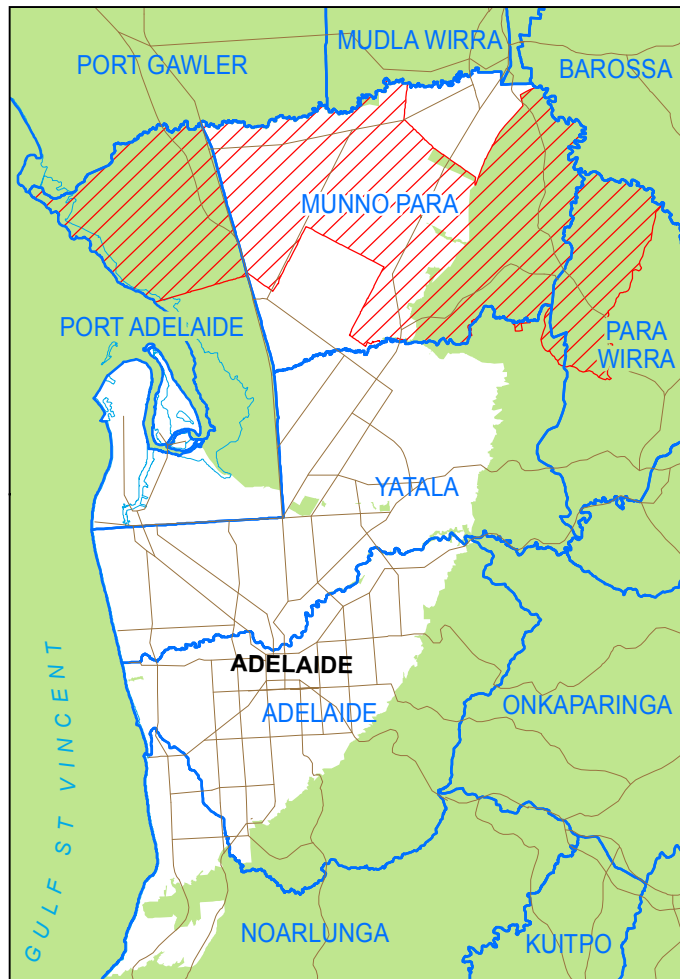 MUDLA WIRRA
PORT GAWLER
BAROSSA
MUNNO PARA
PORT ADELAIDE
PARA
WIRRA
YATALA
ADELAIDE
ADELAIDE
ONKAPARINGA
GULF ST VINCENT
NOARLUNGA
KUITPO